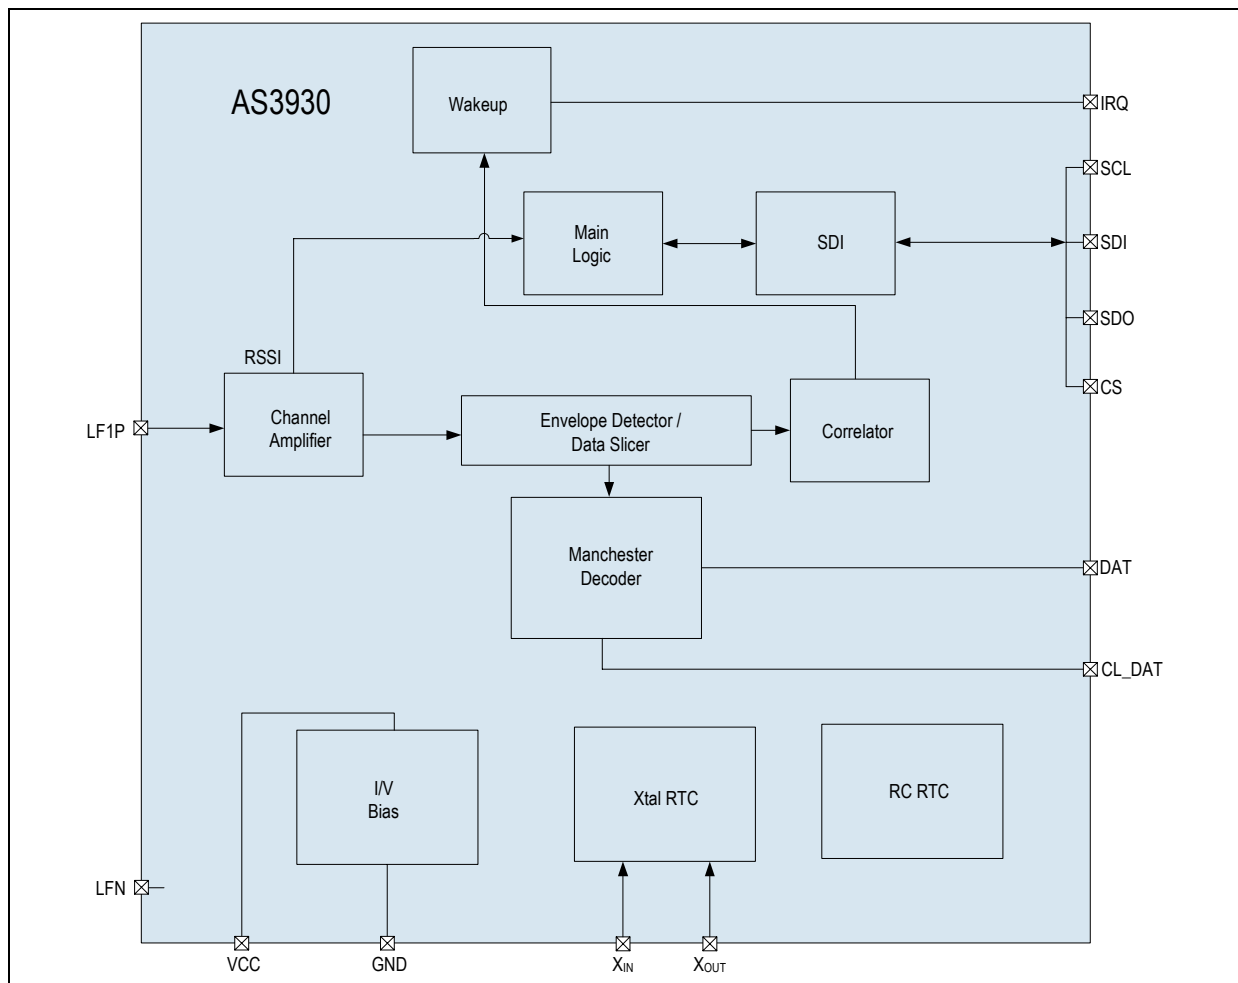 AS3930
Wakeup
IRQ
SCL
Main
Logic
SDI
SDI
SDO
RSSI
CS
LF1P
Channel
Amplifier
Envelope Detector /
Data Slicer
Correlator
Manchester
Decoder
DAT
CL_DAT
I/V
Bias
Xtal RTC
RC RTC
LFN
VCC
GND
XIN
XOUT